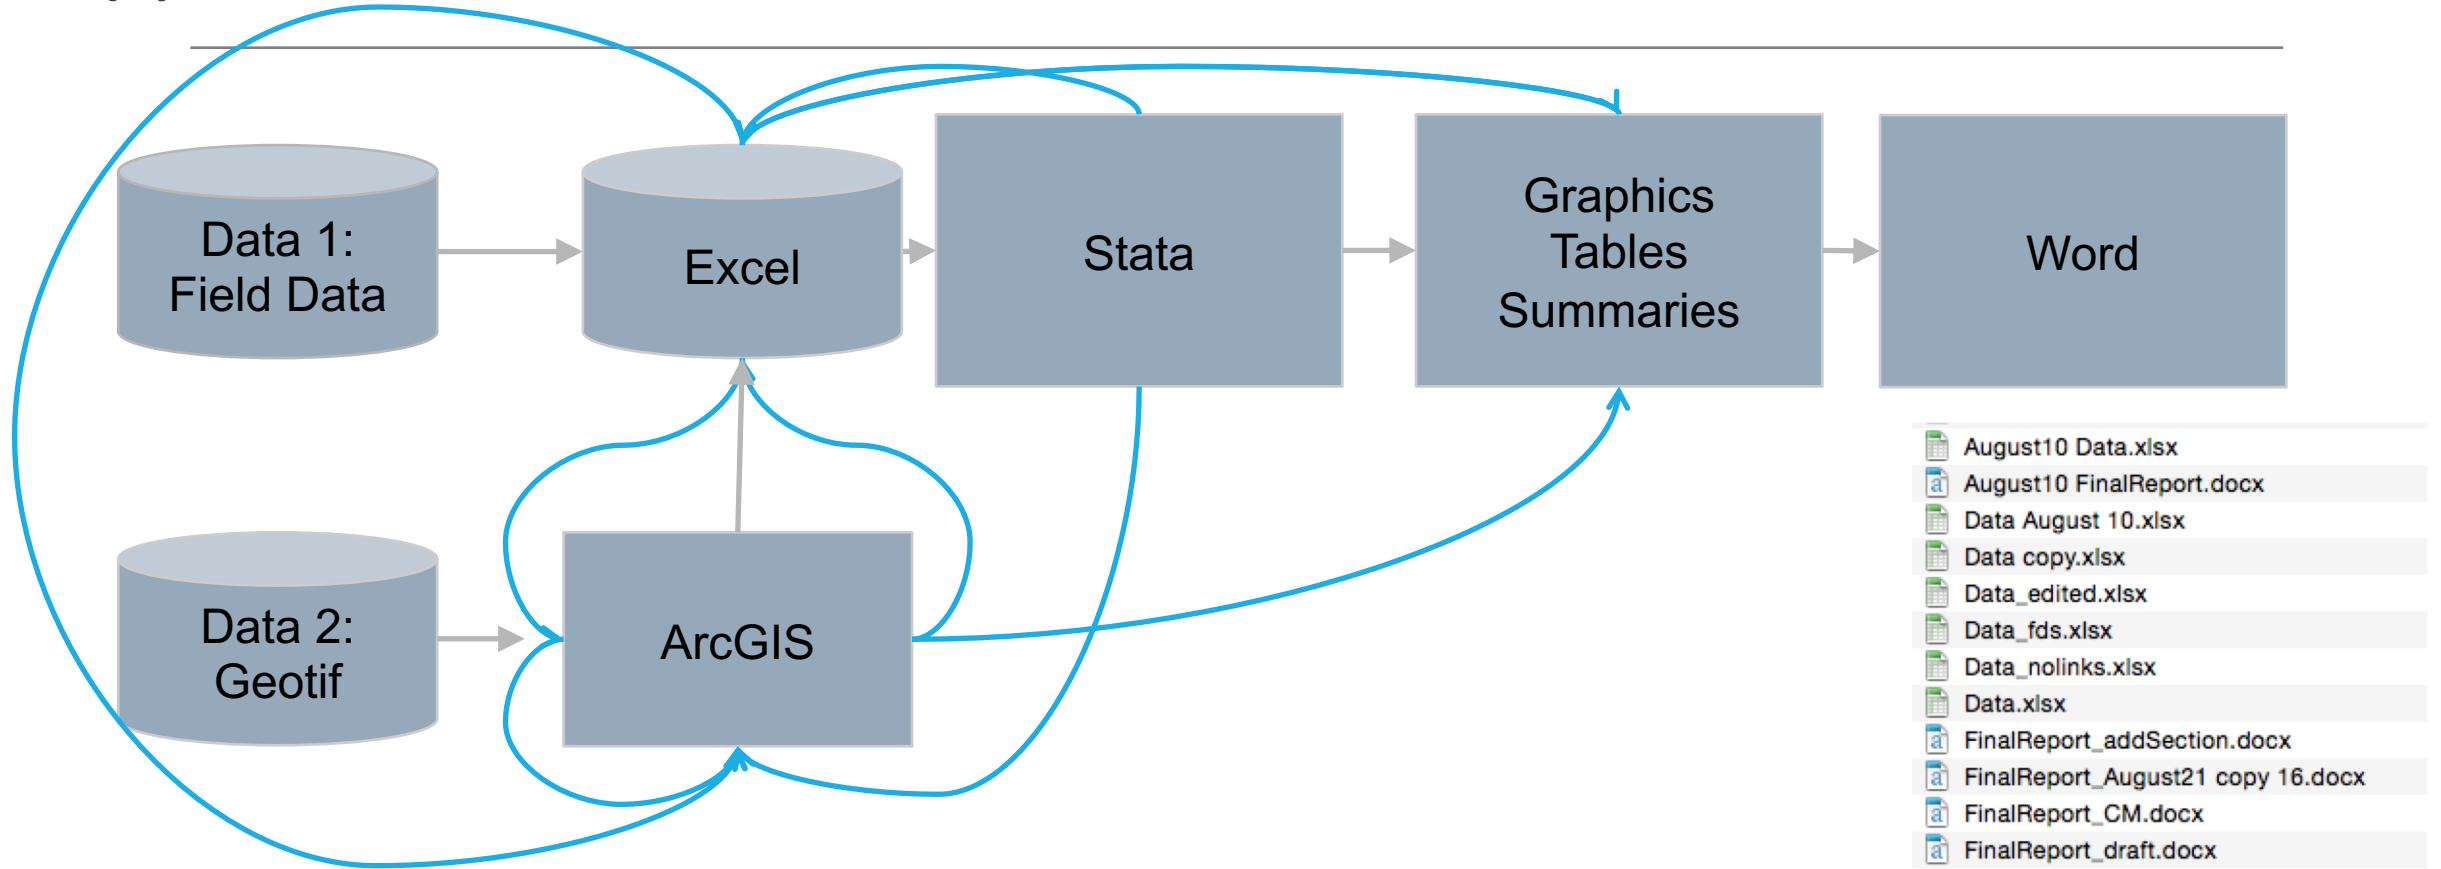 Data 1:
Field Data
Excel
Stata
Graphics
Tables
Summaries
Word
Data 2:
Geotif
ArcGIS
August10 Data.xlsx
August10 FinalReport.docx
Data August 10.xlsx
Data copy.xlsx
Data_edited.xlsx
Data_fds.xlsx
Data_nolinks.xlsx
Data.xlsx
FinalReport_addSection.docx
FinalReport_August21 copy 16.docx
FinalReport_CM.docx
FinalReport_draft.docx